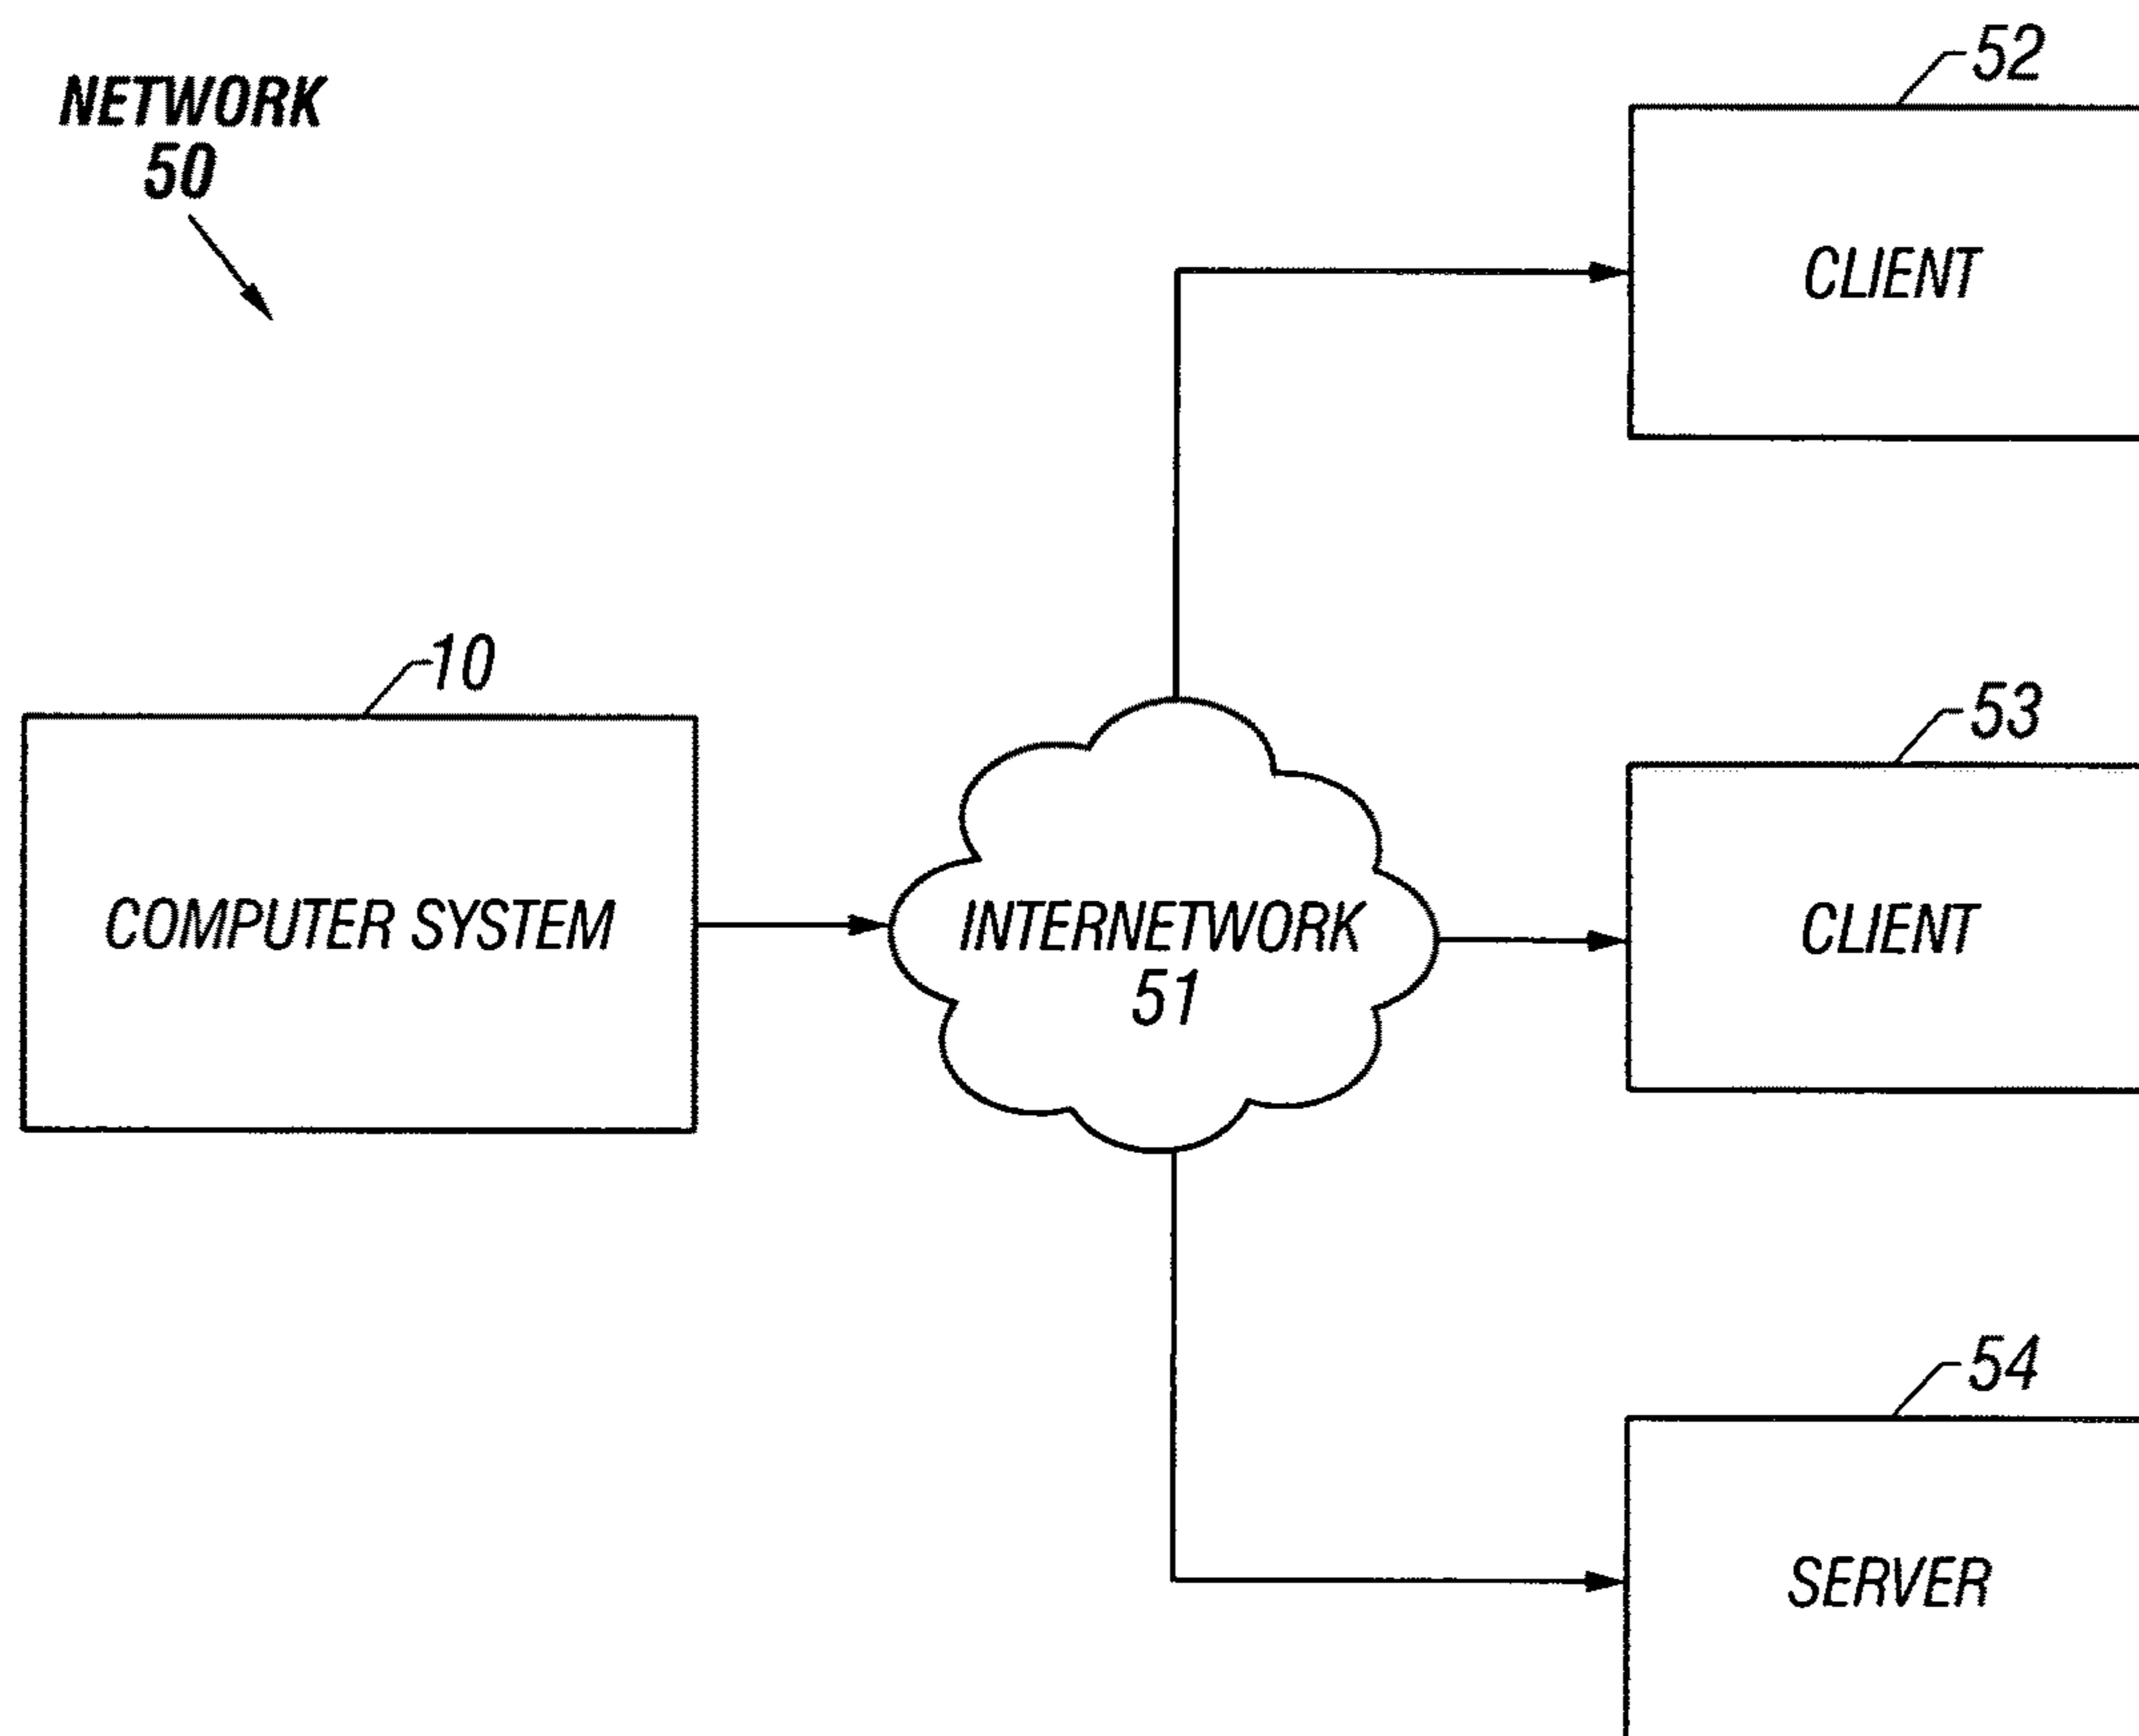 NETWORK
50
52
CLIENT
10
COMPUTER SYSTEM
INTERNETWORK
51
53
CLIENT
54
SERVER